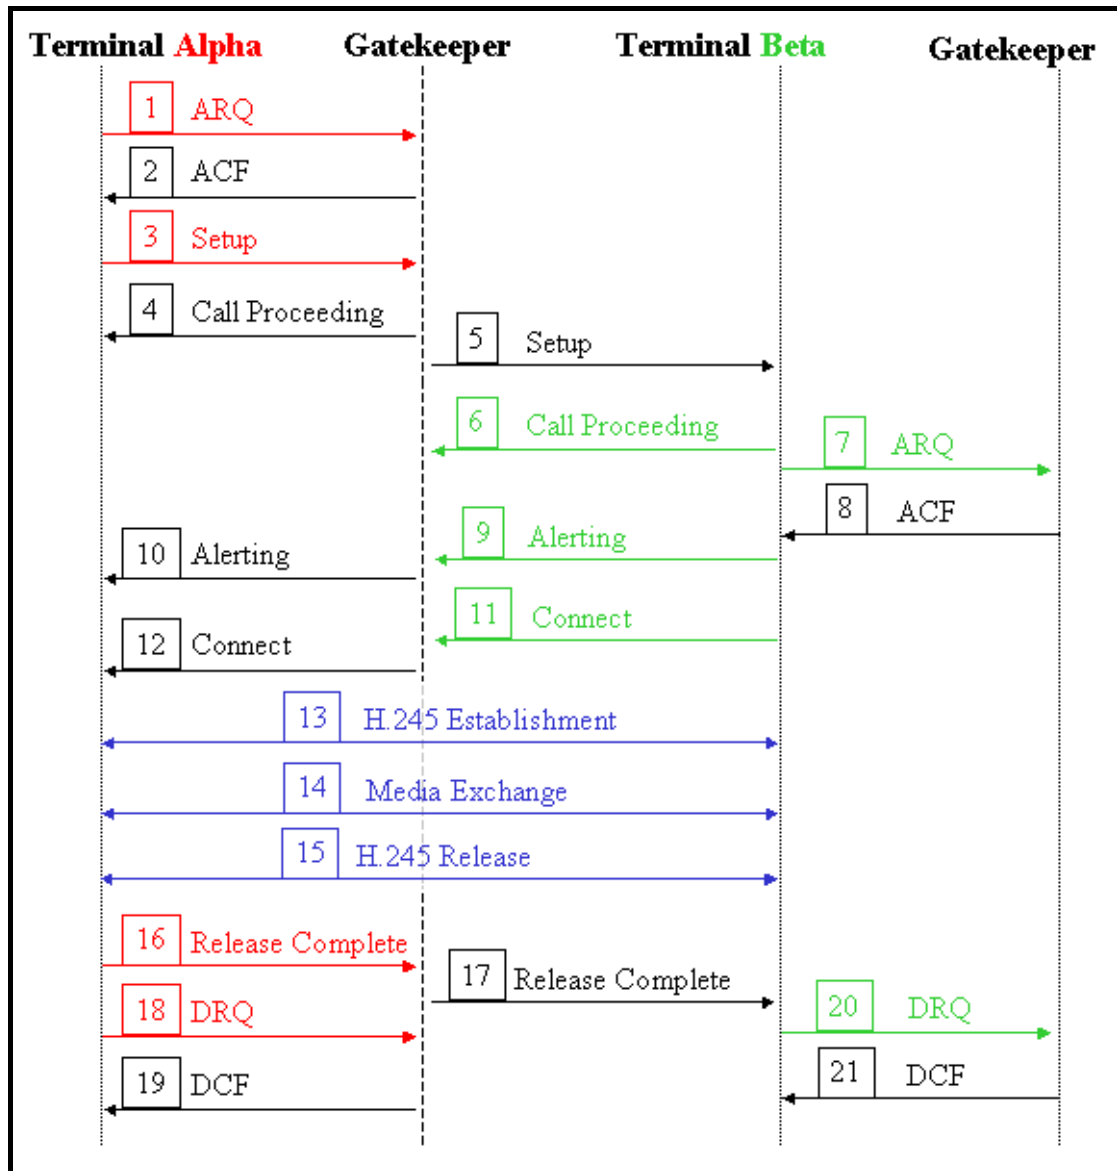 Terminal Alpha Gatekeeper Terminal Beta Gatekeeper
1 ARQ
2 ACF
3 Setup
4 Call Proceeding
5 Setup
6 Call Proceeding
7 ARQ
8 ACF
9 Alerting
10 Alerting
11 Connect
12 Connect
13 H.245 Establishment
14 Media Exchange
15 H.245 Release
16 Release Complete
17 Release Complete
18 DRQ
20 DRQ
19 DCF
21 DCF